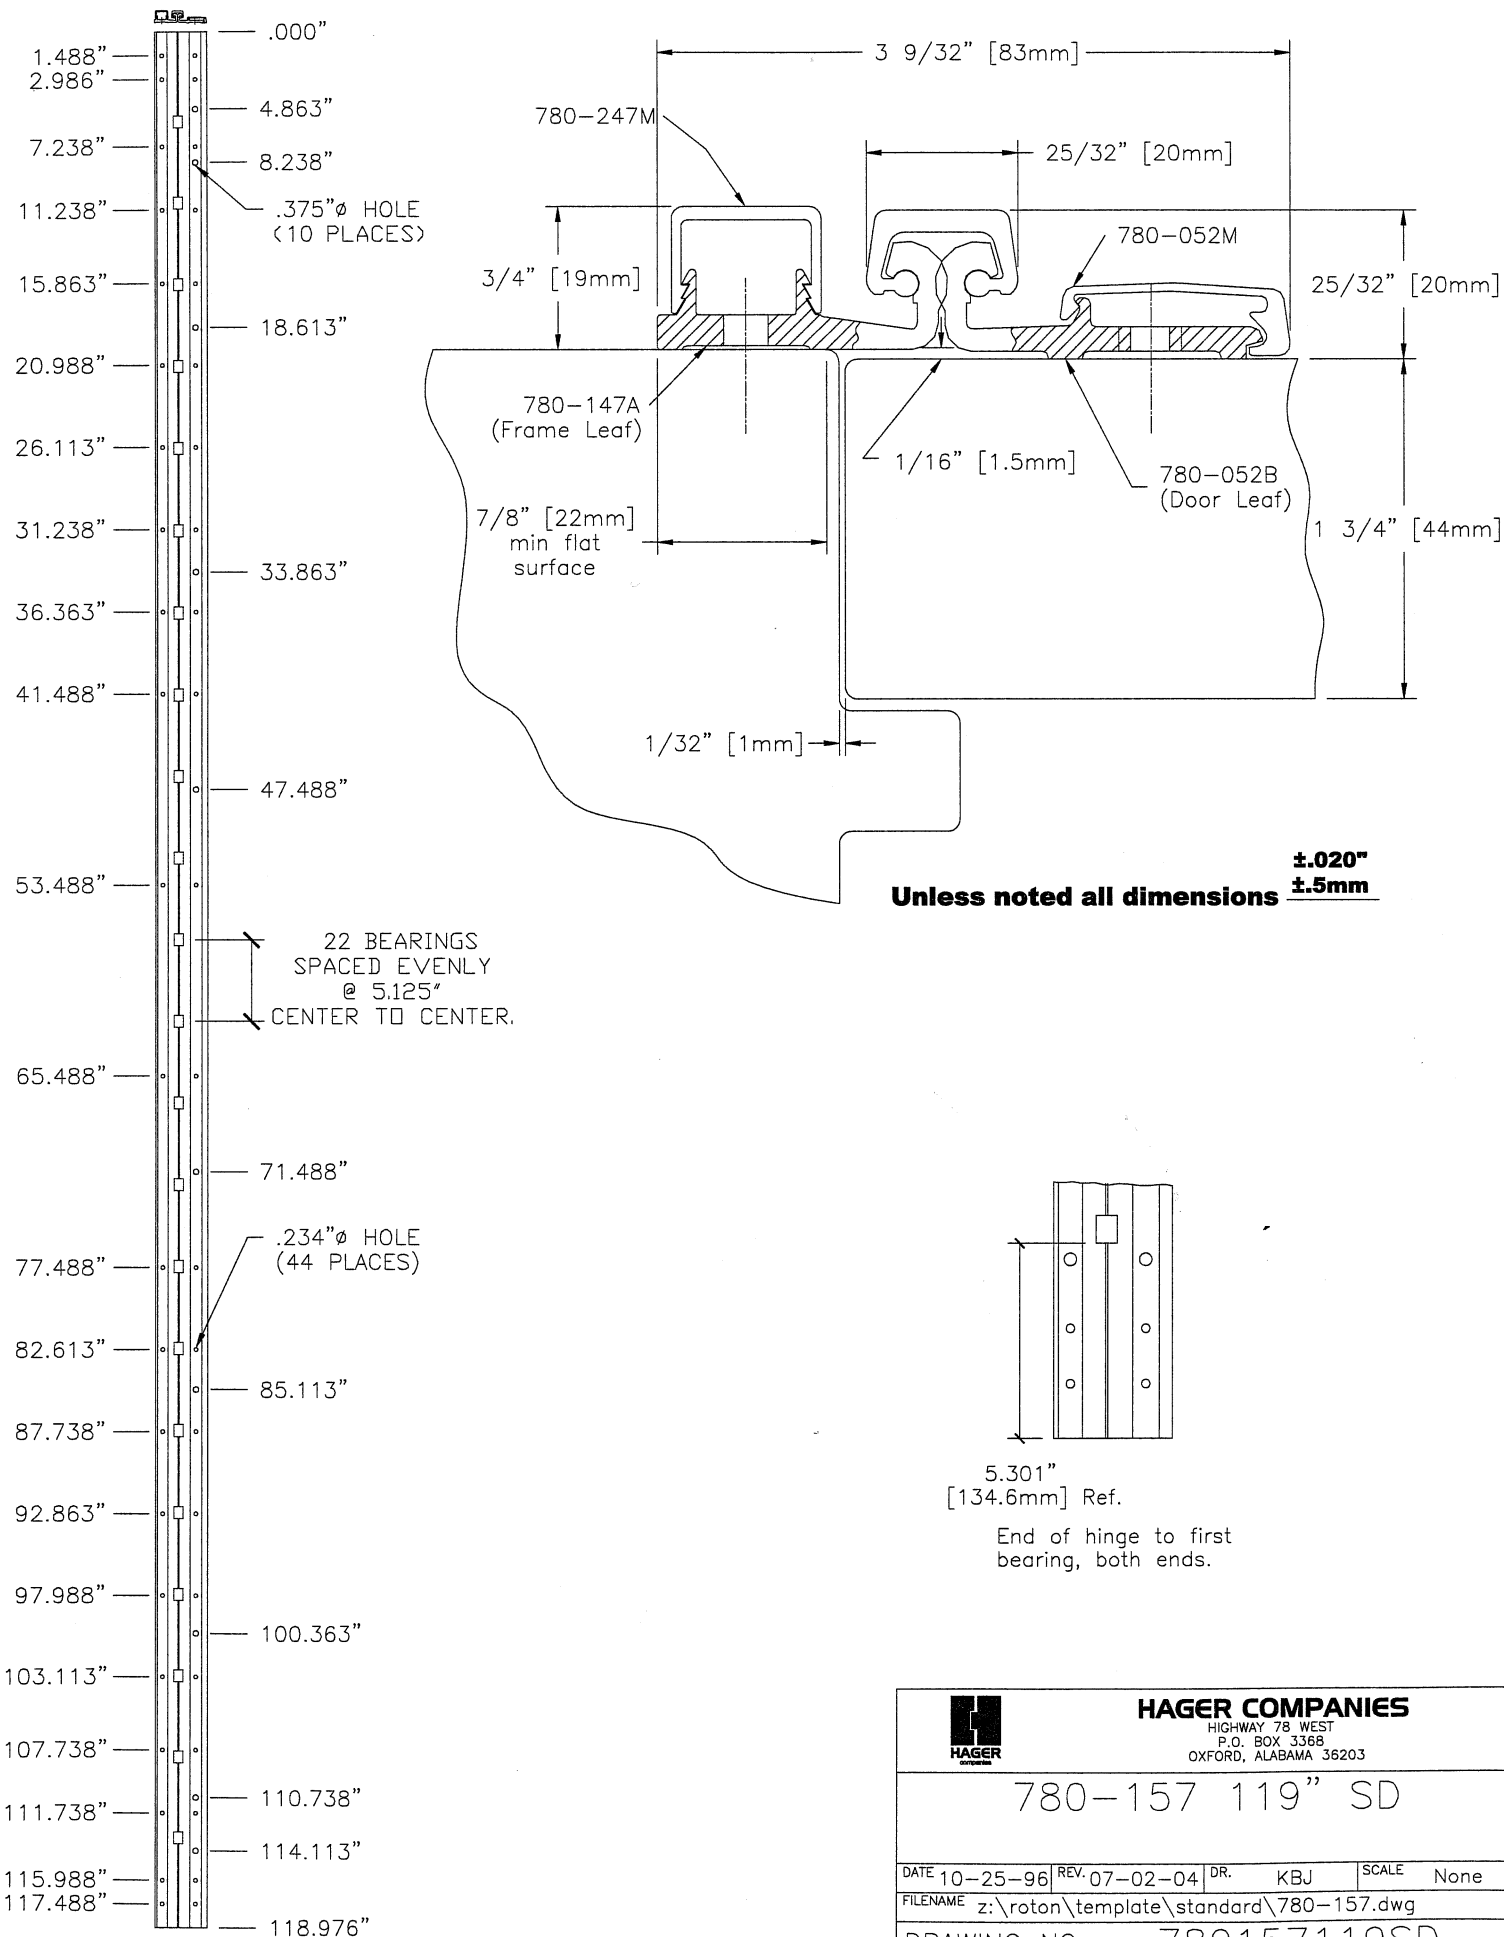 .000"
1.488"
2.986"
4.863"
7.238"
8.238"
.375"ø HOLE
(10 PLACES)
11.238"
15.863"
18.613"
20.988"
26.113"
31.238"
33.863"
36.363"
41.488"
47.488"
53.488"
22 BEARINGS
SPACED EVENLY
@ 5.125"
CENTER TO CENTER.
65.488"
71.488"
.234"ø HOLE
(44 PLACES)
77.488"
82.613"
85.113"
87.738"
92.863"
97.988"
100.363"
103.113"
107.738"
110.738"
111.738"
114.113"
115.988"
117.488"
118.976"
3 9/32" [83mm]
780-247M
25/32" [20mm]
780-052M
3/4" [19mm]
25/32" [20mm]
780-147A
(Frame Leaf)
1/16" [1.5mm]
780-052B
(Door Leaf)
7/8" [22mm]
min flat
surface
1 3/4" [44mm]
1/32" [1mm]
Unless noted all dimensions ±.020"
±.5mm
5.301"
[134.6mm] Ref.
End of hinge to first
bearing, both ends.
HAGER
companies
HAGER COMPANIES
HIGHWAY 78 WEST
P.O. BOX 3368
OXFORD, ALABAMA 36203
780-157 119" SD
DATE 10-25-96 REV. 07-02-04 DR. KBJ SCALE None
FILENAME z:\roton\template\standard\780-157.dwg
DRAWING NO. 780157119SD